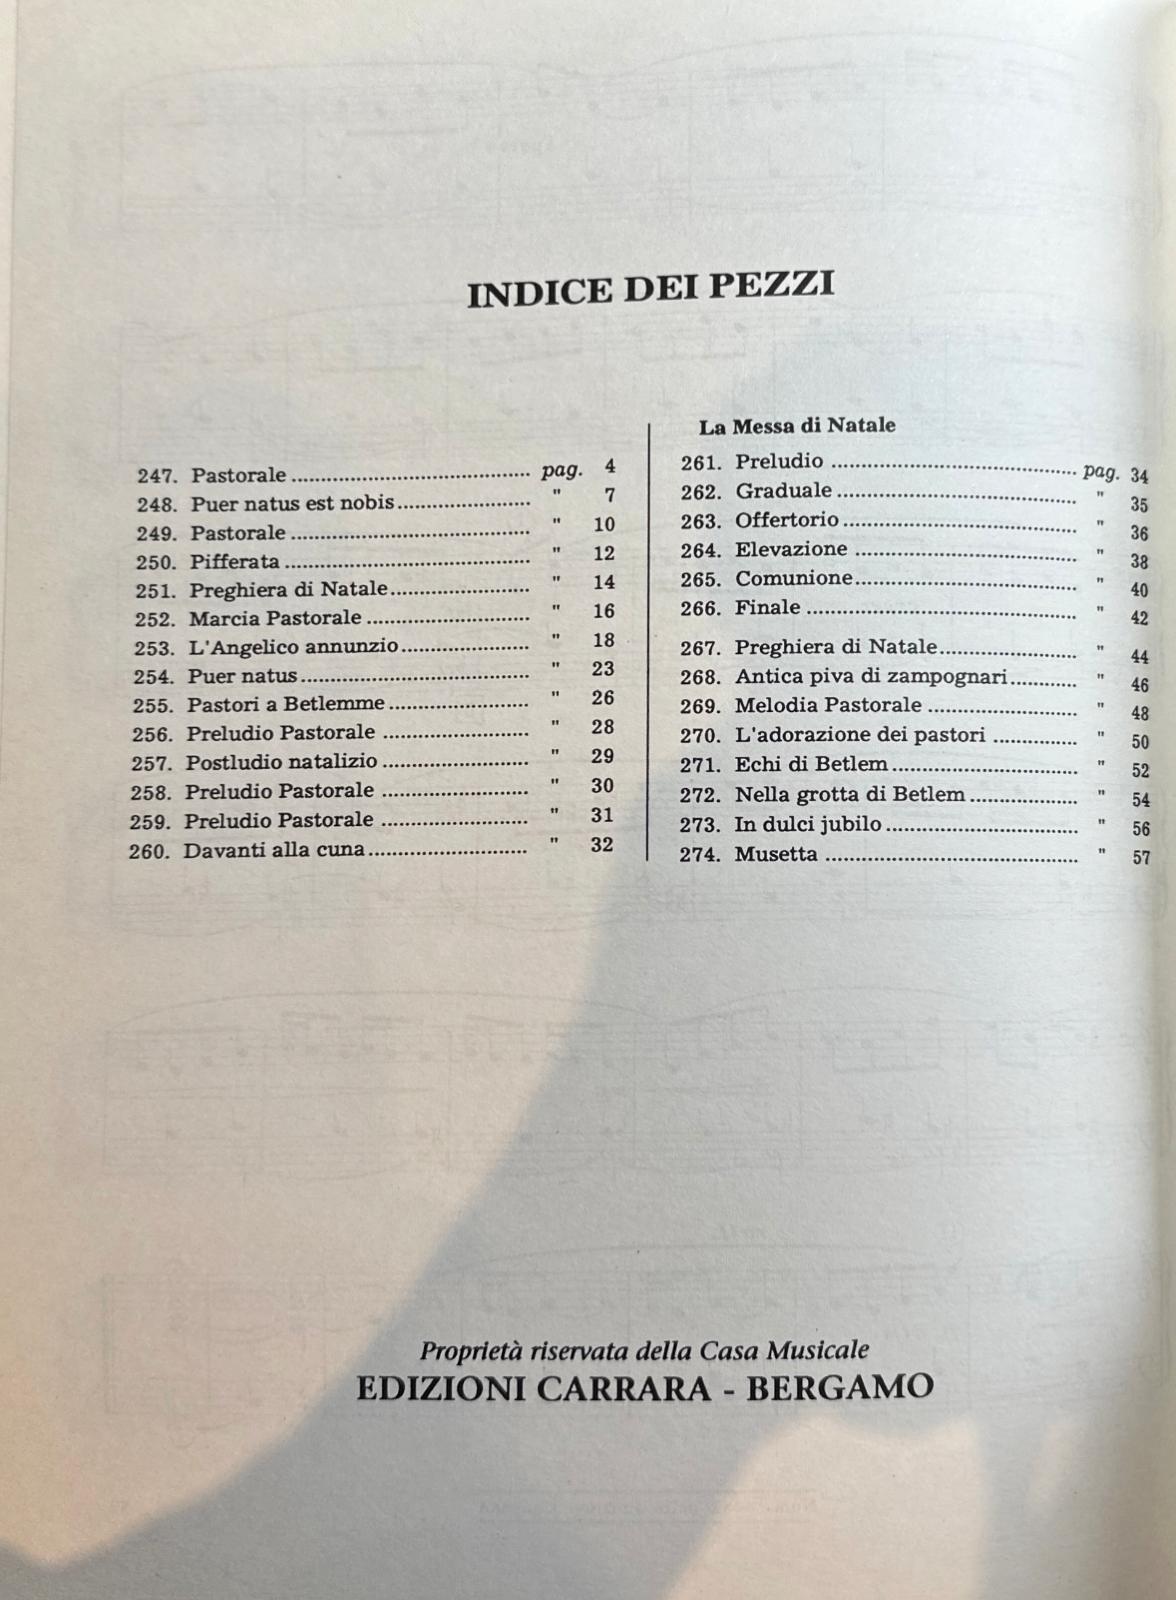 INDICE DEI PEZZI
247. Pastorale ........ pag. 4
248. Puer natus est nobis ........ " 7
249. Pastorale ........ " 10
250. Pifferata ........ " 12
251. Preghiera di Natale ........ " 14
252. Marcia Pastorale ........ " 16
253. L'Angelico annunzio ........ " 18
254. Puer natus ........ " 23
255. Pastori a Betlemme ........ " 26
256. Preludio Pastorale ........ " 28
257. Postludio natalizio ........ " 29
258. Preludio Pastorale ........ " 30
259. Preludio Pastorale ........ " 31
260. Davanti alla cuna ........ " 32
La Messa di Natale
261. Preludio ........ pag. 34
262. Graduale ........ " 35
263. Offertorio ........ " 36
264. Elevazione ........ " 38
265. Comunione ........ " 40
266. Finale ........ " 42
267. Preghiera di Natale ........ " 44
268. Antica piva di zampognari ........ " 46
269. Melodia Pastorale ........ " 48
270. L'adorazione dei pastori ........ " 50
271. Echi di Betlem ........ " 52
272. Nella grotta di Betlem ........ " 54
273. In dulci jubilo ........ " 56
274. Musetta ........ " 57
Proprietà riservata della Casa Musicale
EDIZIONI CARRARA - BERGAMO